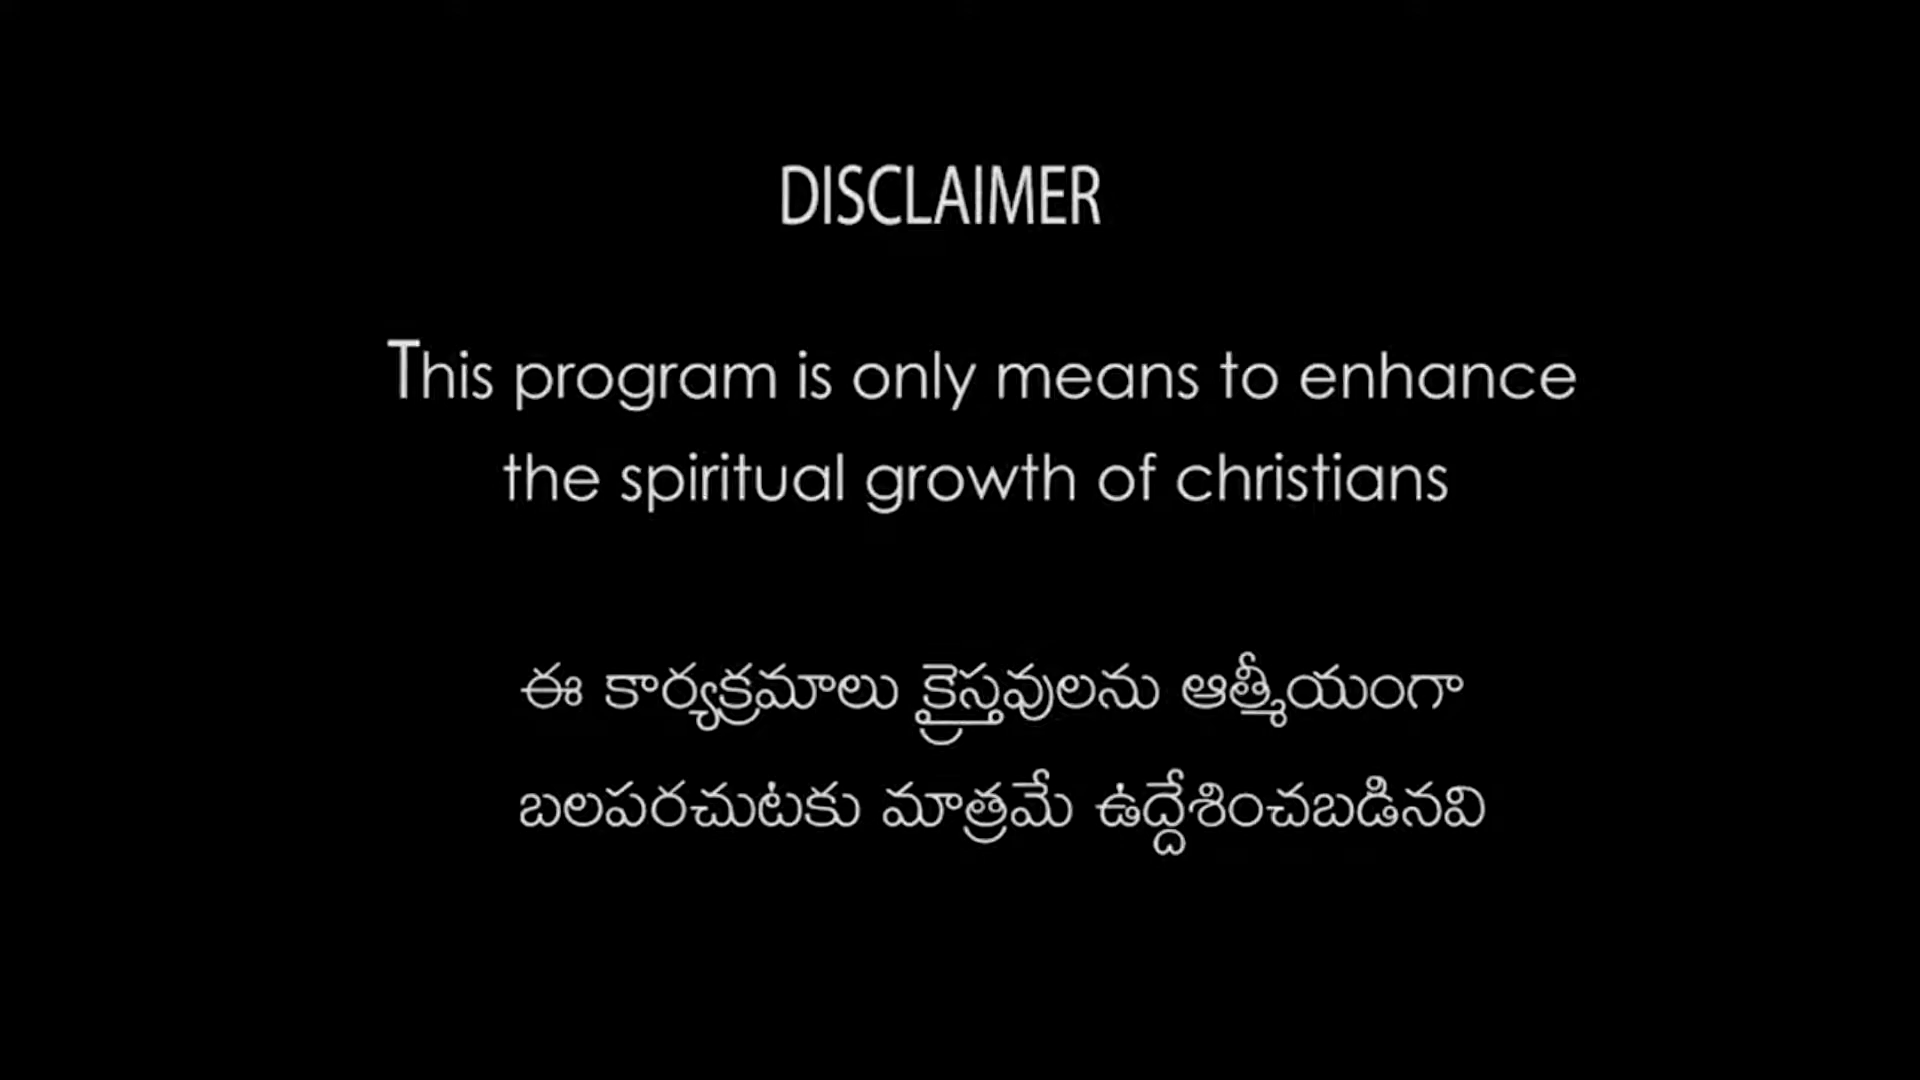 DISCLAIMER
This program is only means to enhance
the spiritual growth of christians
ఈ కార్యక్రమాలు క్రైస్తవులను ఆత్మీయంగా
బలపరచుటకు మాత్రమే ఉద్దేశించబడినవి